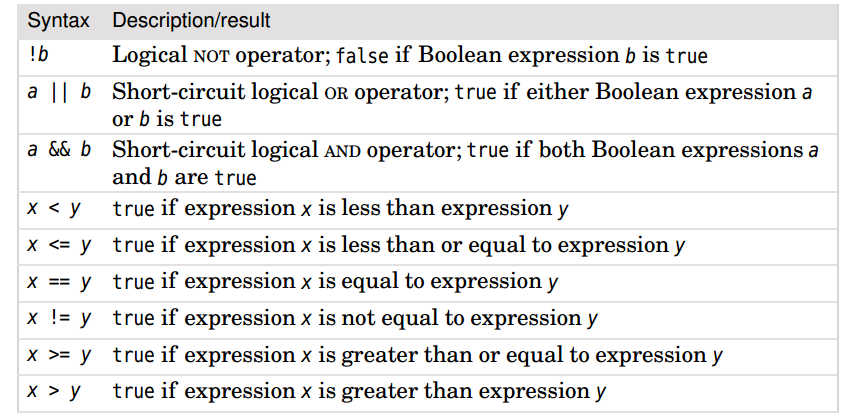 Syntax Description/result
!b Logical NOT operator; false if Boolean expression b is true
a || b Short-circuit logical OR operator; true if either Boolean expression a
or b is true
a && b Short-circuit logical AND operator; true if both Boolean expressions a
and b are true
x < y true if expression x is less than expression y
x <= y true if expression x is less than or equal to expression y
x == y true if expression x is equal to expression y
x != y true if expression x is not equal to expression y
x >= y true if expression x is greater than or equal to expression y
x > y true if expression x is greater than expression y